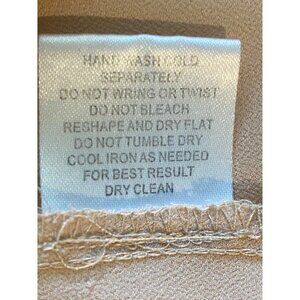 HAND WASH COLD
SEPARATELY
DO NOT WRING OR TWIST
DO NOT BLEACH
RESHAPE AND DRY FLAT
DO NOT TUMBLE DRY
COOL IRON AS NEEDED
FOR BEST RESULT
DRY CLEAN